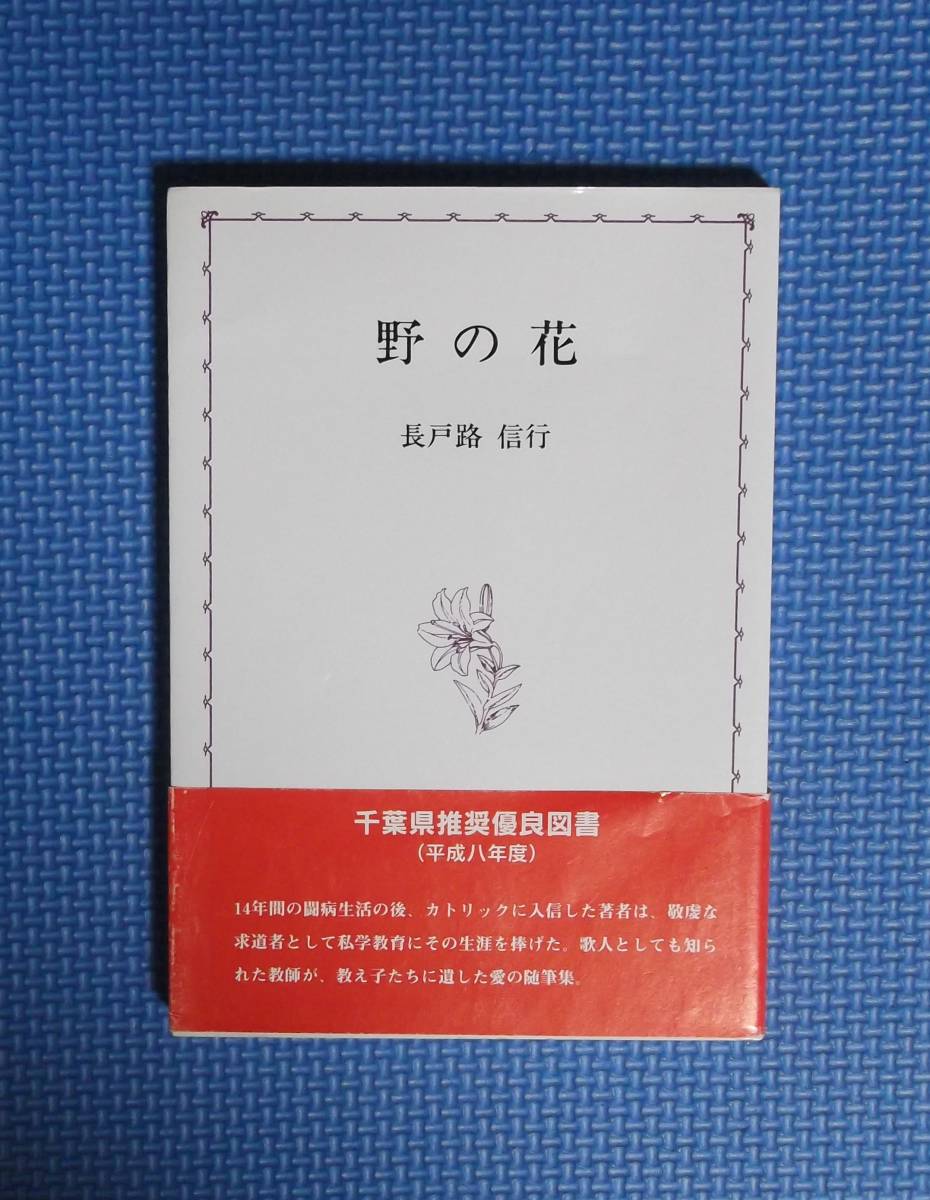 野の花
長戸路 信行
千葉県推奨優良図書
(平成八年度)
14年間の闘病生活の後、カトリックに入信した著者は、敬虔な
求道者として私学教育にその生涯を捧げた。歌人としても知ら
れた教師が、教え子たちに遺した愛の随筆集。